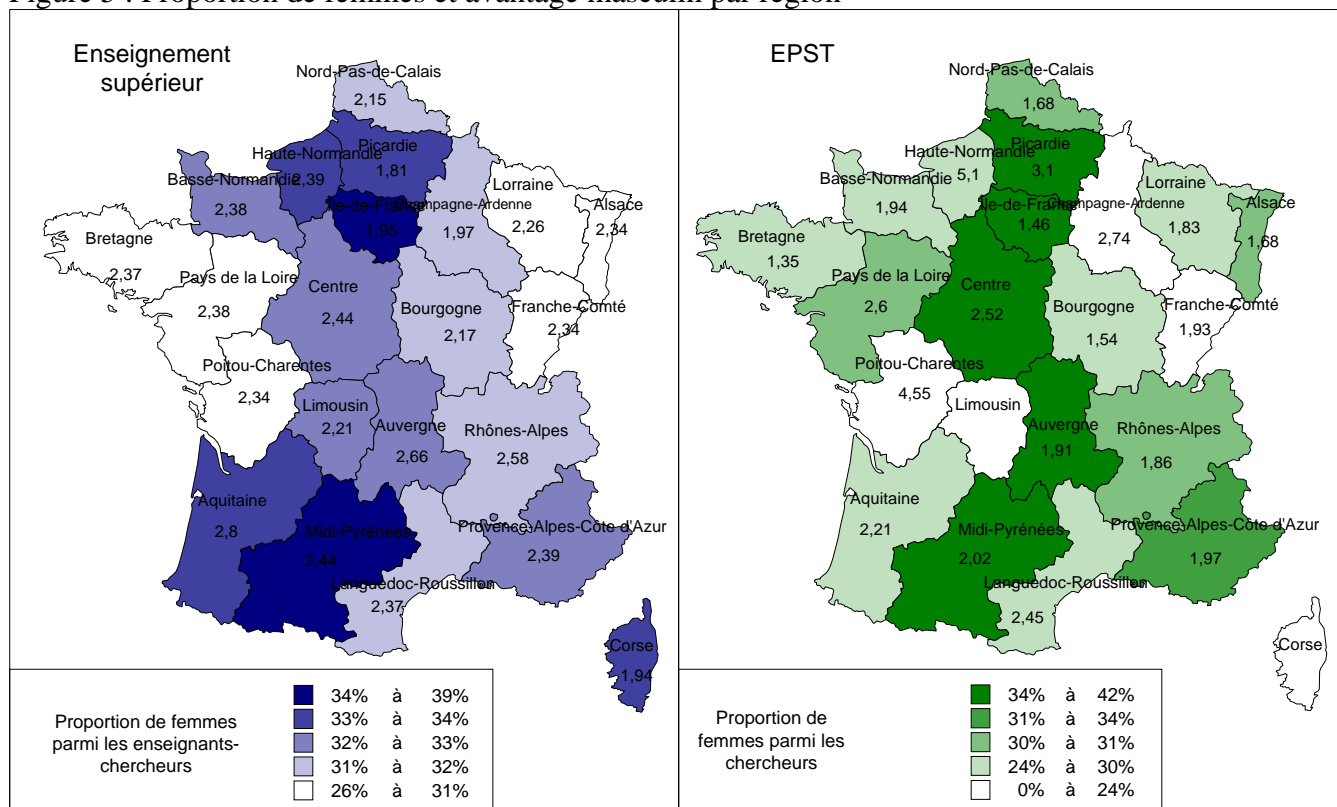 Figure 3 : Proportion de femmes et avantage masculin par région
Enseignement
supérieur
Nord-Pas-de-Calais
2,15
Picardie
1,81
Haute-Normandie
2,39
Basse-Normandie
2,38
Île-de-France
1,95
Champagne-Ardenne
1,97
Lorraine
2,26
Alsace
2,34
Bretagne
2,37
Pays de la Loire
2,38
Centre
2,44
Bourgogne
2,17
Franche-Comté
2,34
Poitou-Charentes
2,34
Limousin
2,21
Auvergne
2,66
Rhônes-Alpes
2,58
Aquitaine
2,8
Midi-Pyrénées
2,44
Languedoc-Roussillon
2,37
Provence-Alpes-Côte d'Azur
2,39
Corse
1,94
Proportion de femmes
parmi les enseignants-
chercheurs
34% à 39%
33% à 34%
32% à 33%
31% à 32%
26% à 31%
EPST
Nord-Pas-de-Calais
1,68
Picardie
3,1
Haute-Normandie
5,1
Basse-Normandie
1,94
Île-de-France
1,46
Champagne-Ardenne
2,74
Lorraine
1,83
Alsace
1,68
Bretagne
1,35
Pays de la Loire
2,6
Centre
2,52
Bourgogne
1,54
Franche-Comté
1,93
Poitou-Charentes
4,55
Limousin
Auvergne
1,91
Rhônes-Alpes
1,86
Aquitaine
2,21
Midi-Pyrénées
2,02
Languedoc-Roussillon
2,45
Provence-Alpes-Côte d'Azur
1,97
Corse
Proportion de
femmes parmi les
chercheurs
34% à 42%
31% à 34%
30% à 31%
24% à 30%
0% à 24%